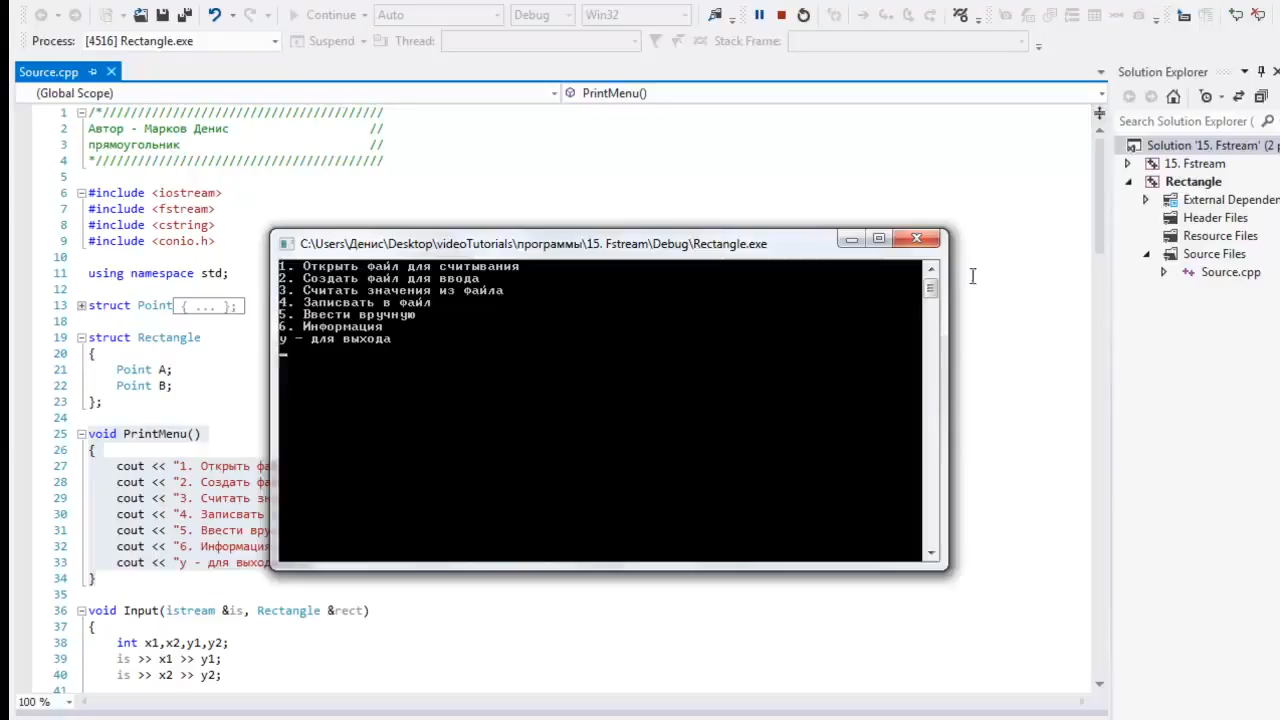 Continue Auto Debug Win32
Process: [4516] Rectangle.exe Suspend Thread: Stack Frame:
Source.cpp
(Global Scope) PrintMenu()
1 /*////////////////////////////////////////
2 Автор - Марков Денис //
3 прямоугольник //
4 */////////////////////////////////////////
5
6 #include <iostream>
7 #include <fstream>
8 #include <cstring>
9 #include <conio.h>
10
11 using namespace std;
12
13 struct Point { ... };
18
19 struct Rectangle
20 {
21 Point A;
22 Point B;
23 };
24
25 void PrintMenu()
26 {
27 cout << "1. Открыть фа
28 cout << "2. Создать фа
29 cout << "3. Считать зн
30 cout << "4. Записвать
31 cout << "5. Ввести вру
32 cout << "6. Информация
33 cout << "y - для выход
34 }
35
36 void Input(istream &is, Rectangle &rect)
37 {
38 int x1,x2,y1,y2;
39 is >> x1 >> y1;
40 is >> x2 >> y2;
41
100 %
C:\Users\Денис\Desktop\videoTutorials\программы\15. Fstream\Debug\Rectangle.exe
1. Открыть файл для считывания
2. Создать файл для ввода
3. Считать значения из файла
4. Записвать в файл
5. Ввести вручную
6. Информация
y - для выхода
Solution Explorer
Search Solution Explorer (
Solution '15. Fstream' (2 p
15. Fstream
Rectangle
External Depender
Header Files
Resource Files
Source Files
Source.cpp